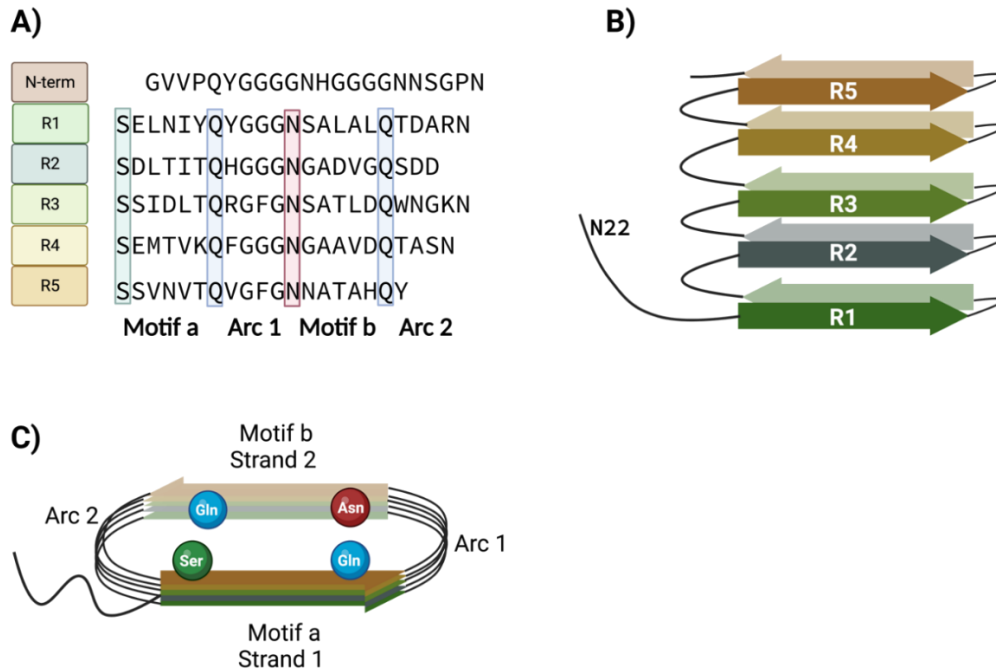 A)
N-term GVVPQYGGGGNHGGGGNNSGPN
R1 SELNIYQYGGGNSALALQTDARN
R2 SDLTITQHGGGNGADVGQSDD
R3 SSIDLTQRGFGNSATLDQWNGKN
R4 SEMTVKQFGGGNGAAVDQTASN
R5 SSVNVTQVGFGNNATAHQY
Motif a Arc 1 Motif b Arc 2
B)
R5
R4
R3
N22
R2
R1
C)
Motif b
Strand 2
Arc 2
Gln Asn
Arc 1
Ser Gln
Motif a
Strand 1